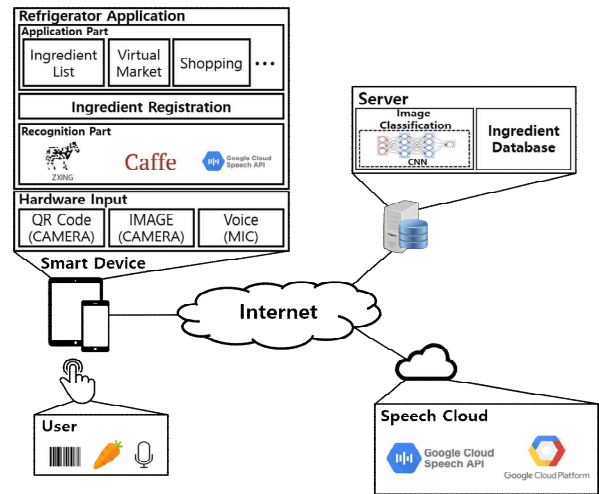 Refrigerator Application
Application Part
Ingredient
List
Virtual
Market
Shopping
•••
Ingredient Registration
Recognition Part
ZXING
Caffe
Google Cloud
Speech API
Hardware Input
QR Code
(CAMERA)
IMAGE
(CAMERA)
Voice
(MIC)
Smart Device
Server
Image
Classification
CNN
Ingredient
Database
Internet
User
Speech Cloud
Google Cloud
Speech API
Google Cloud Platform